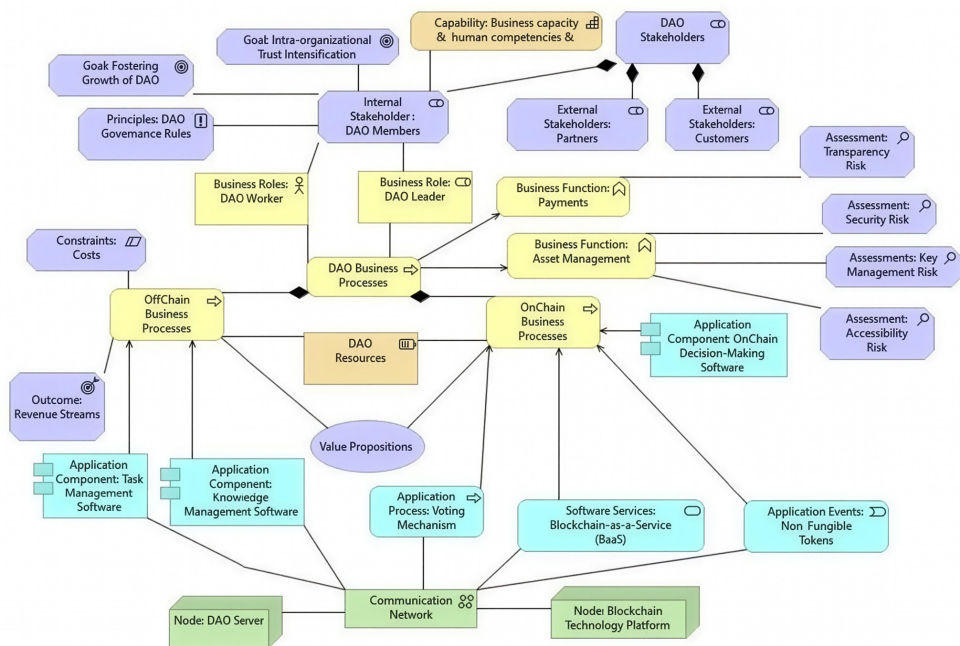 Capability: Business capacity
& human competencies &
DAO
Stakeholders
Goal: Intra-organizational
Trust Intensification
Goak Fostering
Growth of DAO
Principles: DAO
Govemance Rules
Internal
Stakeholder :
DAO Members
External
Stakeholders:
Partners
External
Stakeholders:
Customers
Assessment:
Transparency
Risk
Business Roles:
DAO Worker
Business Role:
DAO Leader
Business Function:
Payments
Assessment:
Security Risk
Constraints:
Costs
Business Function:
Asset Management
Assessments: Key
Management Risk
DAO Business
Processes
OffChain
Business
Processes
OnChain
Business
Processes
Assessment:
Accessibility
Risk
DAO
Resources
Application
Component: OnChain
Decision-Making
Software
Outcome:
Revenue Streams
Value Propositions
Application
Component: Task
Management
Software
Application
Component:
Knowledge
Management Software
Application
Process: Voting
Mechanism
Software Services:
Blockchain-as-a-Service
(BaaS)
Application Events:
Non Fungible
Tokens
Communication
Network
Node: DAO Server
Node: Blockchain
Technology Platform